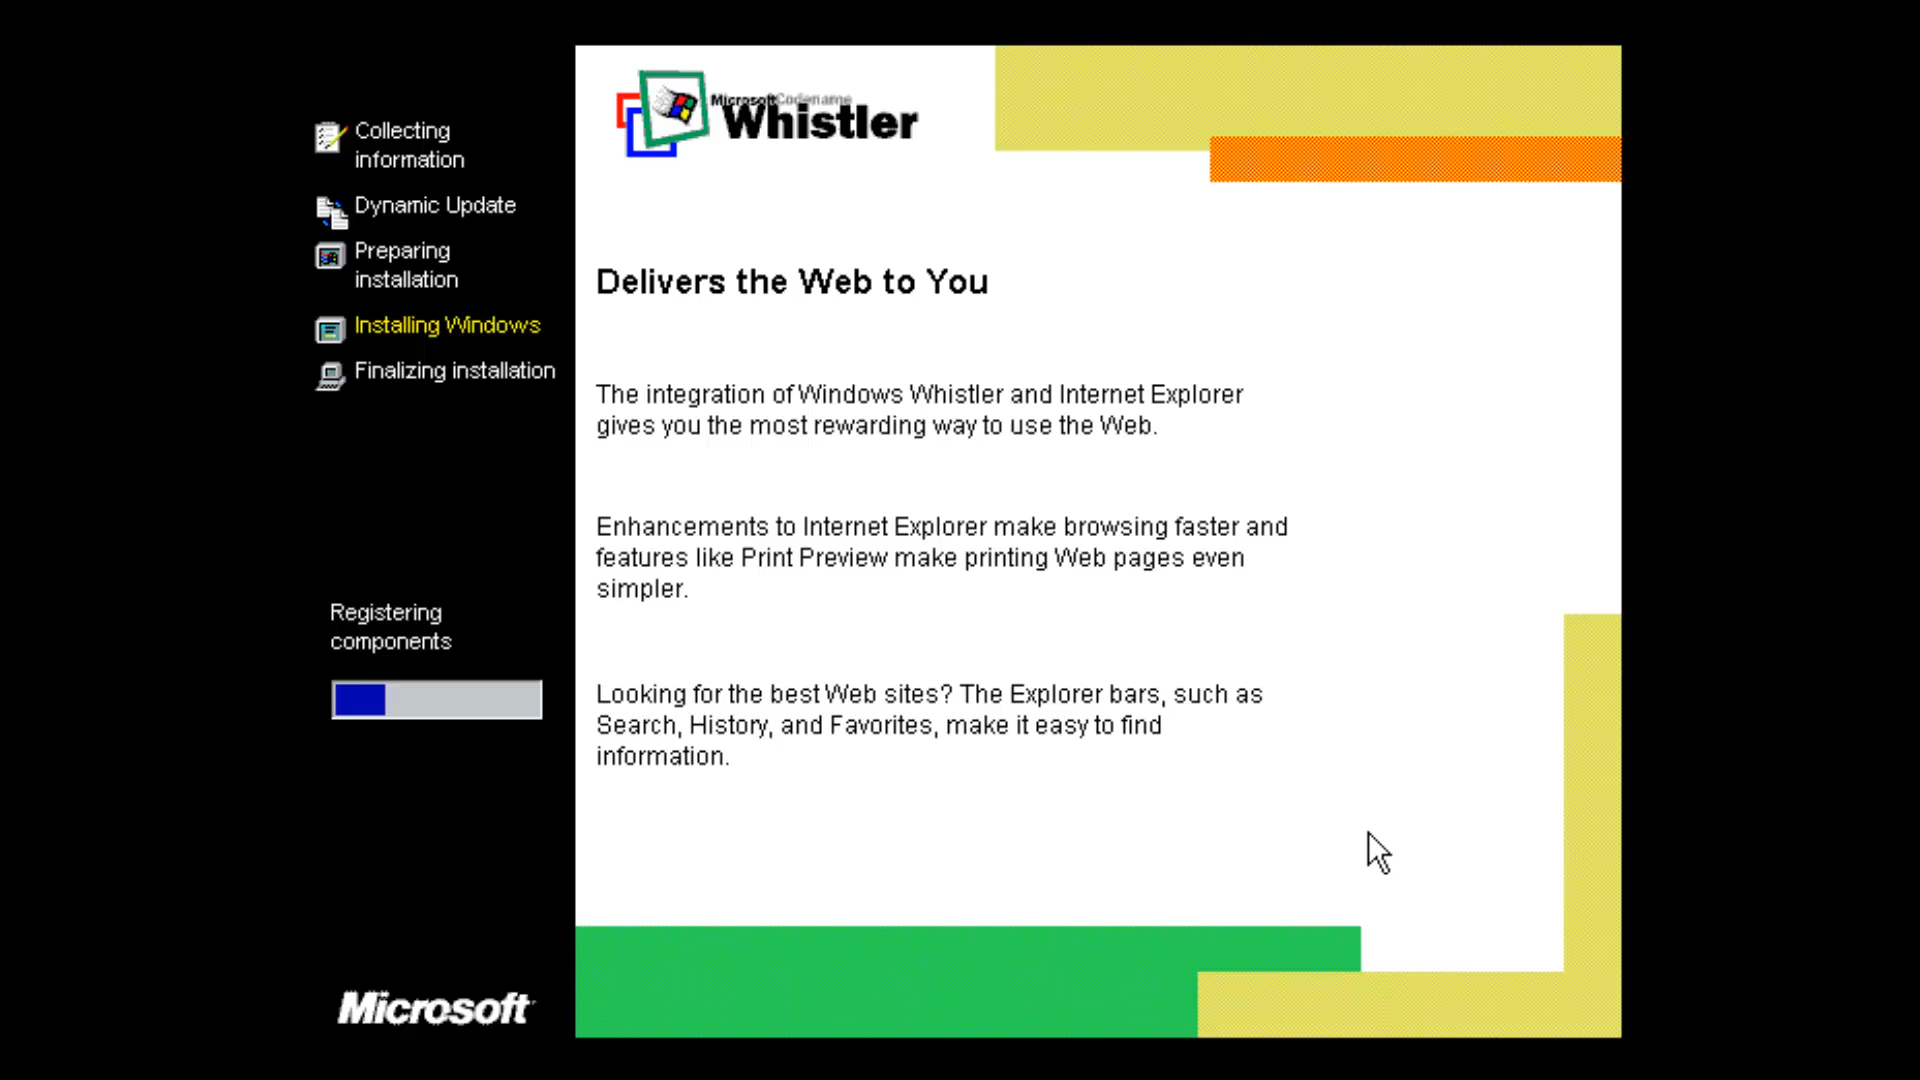 Collecting
information
Dynamic Update
Preparing
installation
Installing Windows
Finalizing installation
Registering
components
Microsoft
Microsoft Codename
Whistler
Delivers the Web to You
The integration of Windows Whistler and Internet Explorer
gives you the most rewarding way to use the Web.
Enhancements to Internet Explorer make browsing faster and
features like Print Preview make printing Web pages even
simpler.
Looking for the best Web sites? The Explorer bars, such as
Search, History, and Favorites, make it easy to find
information.